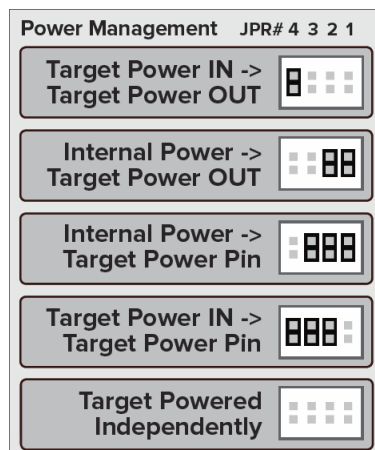 Power Management JPR# 4 3 2 1
Target Power IN ->
Target Power OUT
Internal Power ->
Target Power OUT
Internal Power ->
Target Power Pin
Target Power IN ->
Target Power Pin
Target Powered
Independently